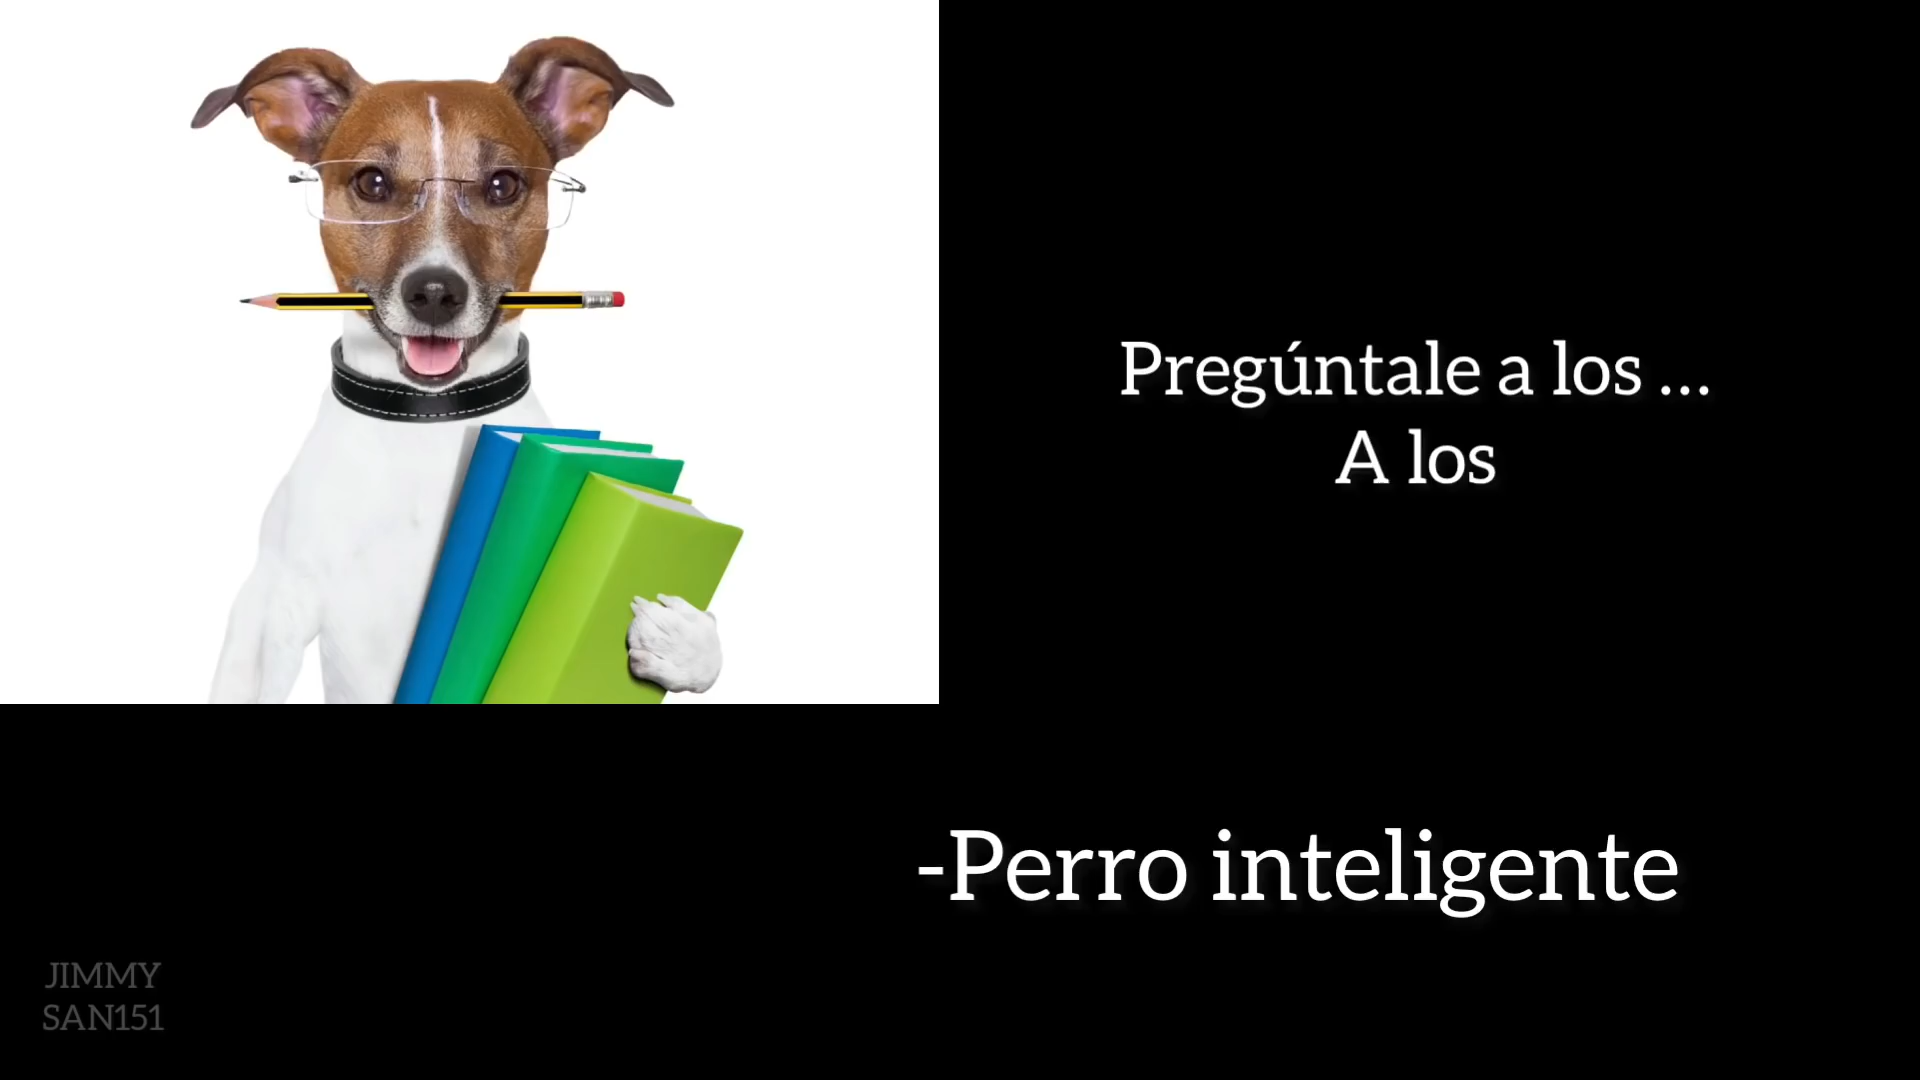 Pregúntale a los ...
A los
-Perro inteligente
JIMMY
SAN151